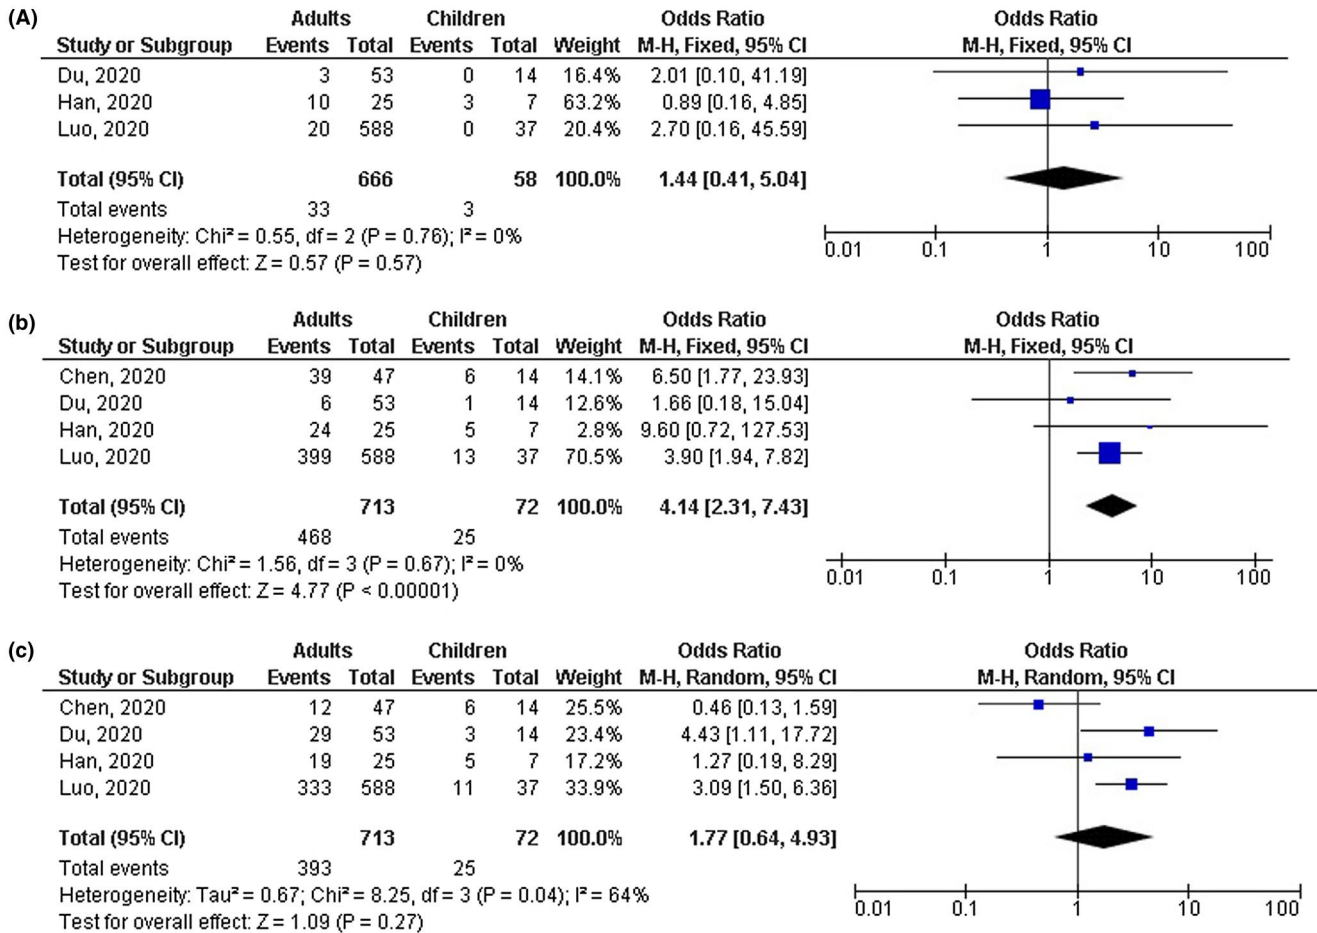 (A)
Adults Children Odds Ratio Odds Ratio
Study or Subgroup Events Total Events Total Weight M-H, Fixed, 95% CI M-H, Fixed, 95% CI
Du, 2020 3 53 0 14 16.4% 2.01 [0.10, 41.19]
Han, 2020 10 25 3 7 63.2% 0.89 [0.16, 4.85]
Luo, 2020 20 588 0 37 20.4% 2.70 [0.16, 45.59]
Total (95% CI) 666 58 100.0% 1.44 [0.41, 5.04]
Total events 33 3
Heterogeneity: Chi² = 0.55, df = 2 (P = 0.76); I² = 0%
Test for overall effect: Z = 0.57 (P = 0.57)
0.01 0.1 1 10 100
(b)
Adults Children Odds Ratio Odds Ratio
Study or Subgroup Events Total Events Total Weight M-H, Fixed, 95% CI M-H, Fixed, 95% CI
Chen, 2020 39 47 6 14 14.1% 6.50 [1.77, 23.93]
Du, 2020 6 53 1 14 12.6% 1.66 [0.18, 15.04]
Han, 2020 24 25 5 7 2.8% 9.60 [0.72, 127.53]
Luo, 2020 399 588 13 37 70.5% 3.90 [1.94, 7.82]
Total (95% CI) 713 72 100.0% 4.14 [2.31, 7.43]
Total events 468 25
Heterogeneity: Chi² = 1.56, df = 3 (P = 0.67); I² = 0%
Test for overall effect: Z = 4.77 (P < 0.00001)
0.01 0.1 1 10 100
(c)
Adults Children Odds Ratio Odds Ratio
Study or Subgroup Events Total Events Total Weight M-H, Random, 95% CI M-H, Random, 95% CI
Chen, 2020 12 47 6 14 25.5% 0.46 [0.13, 1.59]
Du, 2020 29 53 3 14 23.4% 4.43 [1.11, 17.72]
Han, 2020 19 25 5 7 17.2% 1.27 [0.19, 8.29]
Luo, 2020 333 588 11 37 33.9% 3.09 [1.50, 6.36]
Total (95% CI) 713 72 100.0% 1.77 [0.64, 4.93]
Total events 393 25
Heterogeneity: Tau² = 0.67; Chi² = 8.25, df = 3 (P = 0.04); I² = 64%
Test for overall effect: Z = 1.09 (P = 0.27)
0.01 0.1 1 10 100